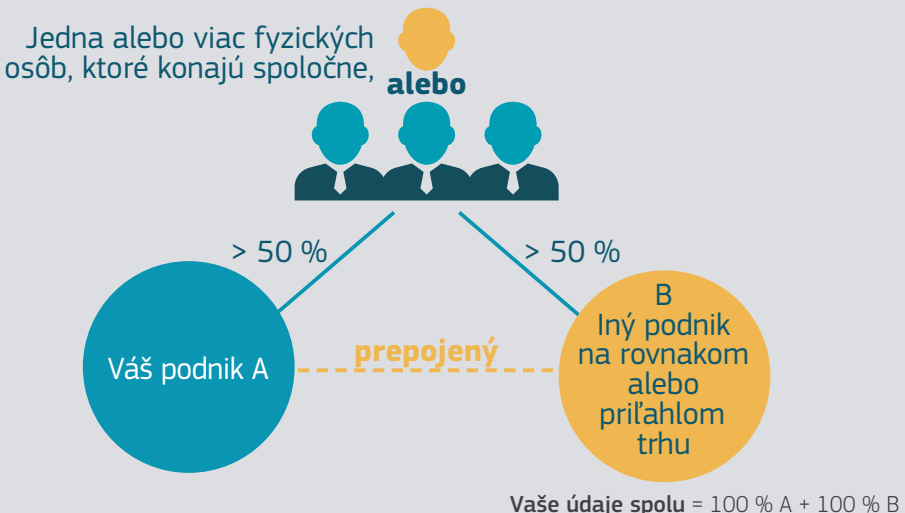 Jedna alebo viac fyzických
osôb, ktoré konajú spoločne,
alebo
> 50 %
> 50 %
Váš podnik A
prepojený
B
Iný podnik
na rovnakom
alebo
priľahlom
trhu
Vaše údaje spolu = 100 % A + 100 % B